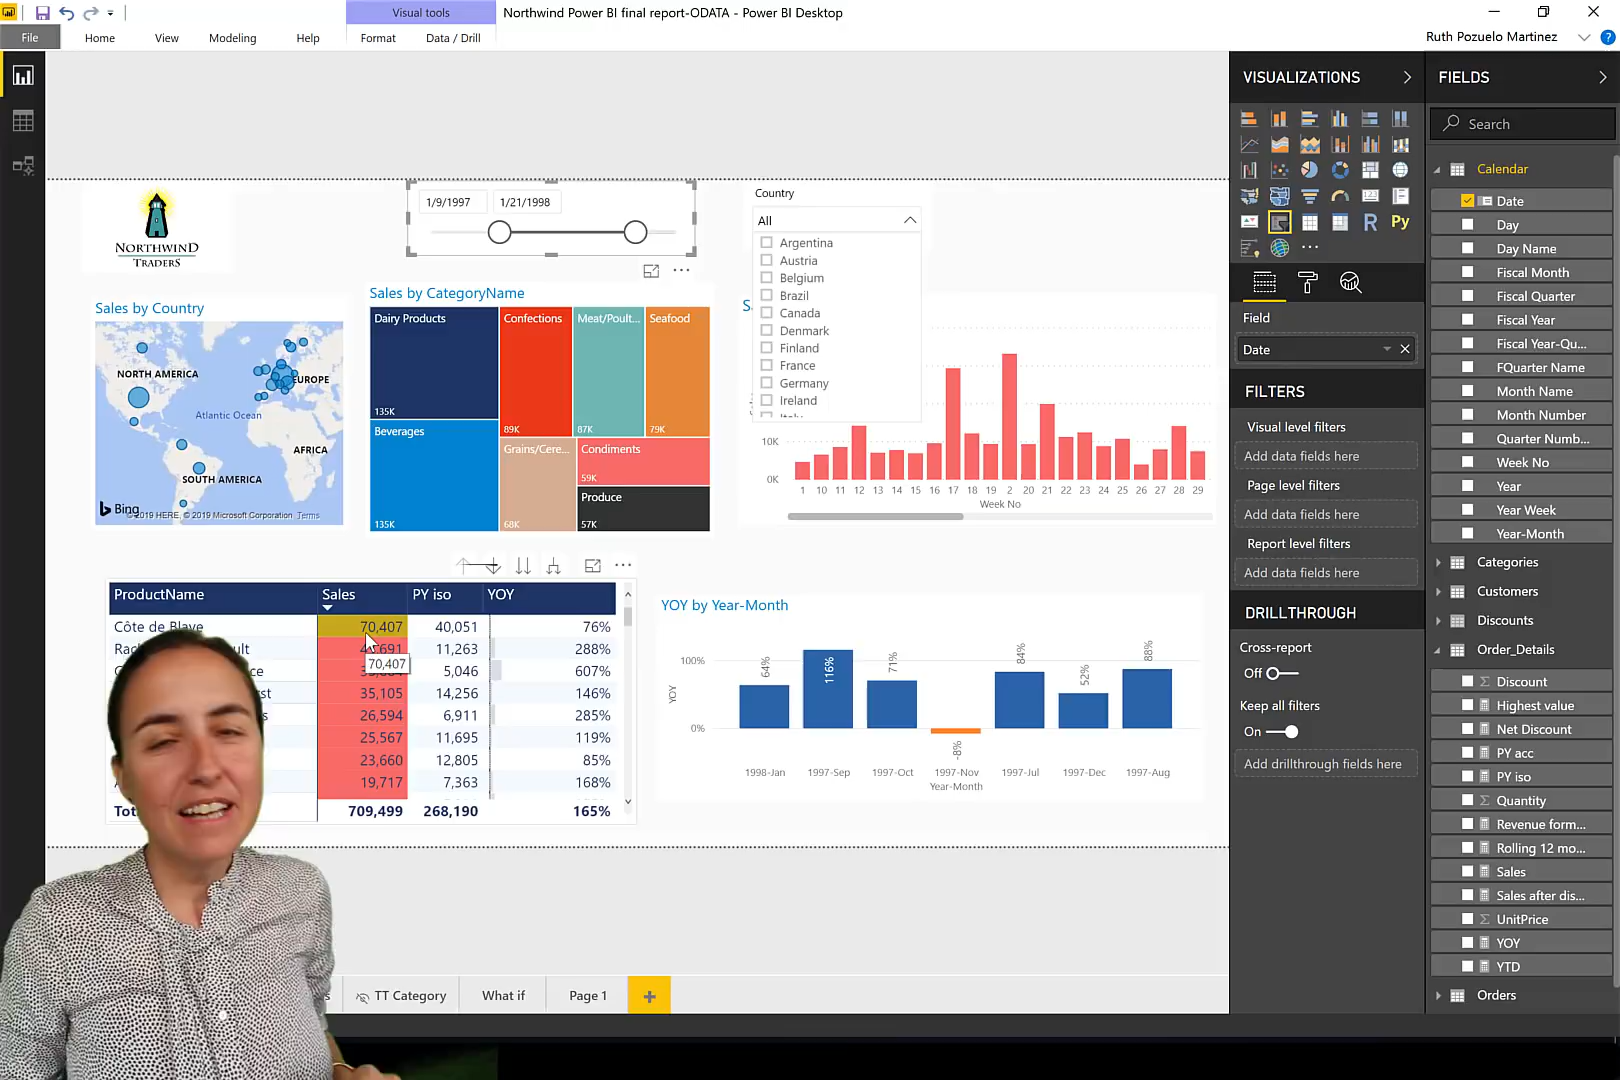 Visual tools
Northwind Power BI final report-ODATA - Power BI Desktop
File
Home
View
Modeling
Help
Format
Data / Drill
Ruth Pozuelo Martinez
?
NORTHWIND
TRADERS
1/9/1997
1/21/1998
Country
All
Argentina
Austria
Belgium
Brazil
Canada
Denmark
Finland
France
Germany
Ireland
Sales by Country
NORTH AMERICA
EUROPE
Atlantic Ocean
AFRICA
SOUTH AMERICA
Bing
© 2019 HERE, © 2019 Microsoft Corporation Terms
Sales by CategoryName
Dairy Products
135K
Confections
89K
Meat/Poult...
87K
Seafood
79K
Beverages
135K
Grains/Cere...
68K
Condiments
59K
Produce
57K
S
10K
0K
1 10 11 12 13 14 15 16 17 18 19 2 20 21 22 23 24 25 26 27 28 29
Week No
ProductName Sales PY iso YOY
Côte de Blaye 70,407 40,051 76%
11,263 288%
70,407
5,046 607%
35,105 14,256 146%
26,594 6,911 285%
25,567 11,695 119%
23,660 12,805 85%
19,717 7,363 168%
709,499 268,190 165%
YOY by Year-Month
100%
0%
YOY
64%
116%
71%
-8%
84%
52%
88%
1998-Jan 1997-Sep 1997-Oct 1997-Nov 1997-Jul 1997-Dec 1997-Aug
Year-Month
TT Category
What if
Page 1
+
VISUALIZATIONS
R
Py
Field
Date
FILTERS
Visual level filters
Add data fields here
Page level filters
Add data fields here
Report level filters
Add data fields here
DRILLTHROUGH
Cross-report
Off
Keep all filters
On
Add drillthrough fields here
FIELDS
Search
Calendar
Date
Day
Day Name
Fiscal Month
Fiscal Quarter
Fiscal Year
Fiscal Year-Qu...
FQuarter Name
Month Name
Month Number
Quarter Numb...
Week No
Year
Year Week
Year-Month
Categories
Customers
Discounts
Order_Details
Discount
Highest value
Net Discount
PY acc
PY iso
Quantity
Revenue form...
Rolling 12 mo...
Sales
Sales after dis...
UnitPrice
YOY
YTD
Orders